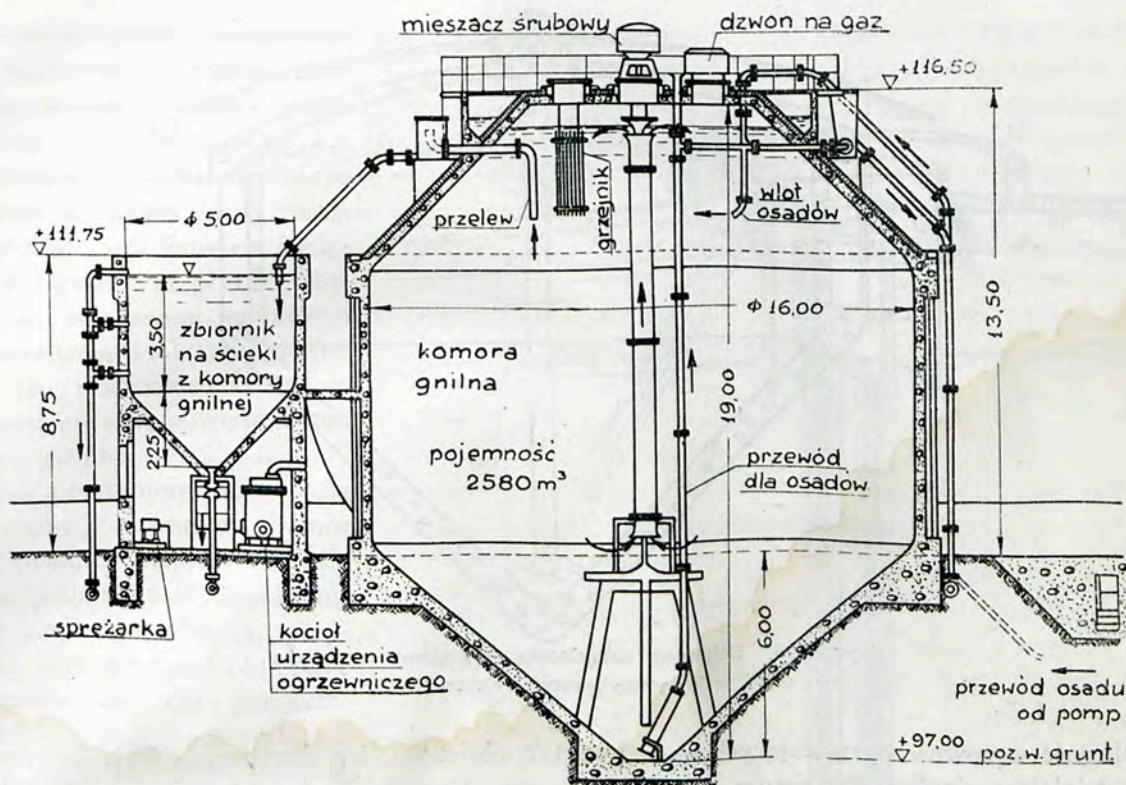 mieszacz śrubowy
dzwon na gaz
+116,50
+111.75
ϕ 500
przelew
grzejnik
wlot
osadów
ϕ 16,00
13,50
3,50
zbiornik
na ścieki
z komory
gnilnej
8,75
2,25
komora
gnilna
19,00
pojemność
2580 m³
przewód
dla osadów
6,00
sprężarka
kocioł
urządzenia
ogrzewniczego
przewód osadu
od pomp
+97,00 poz. w. grunt.